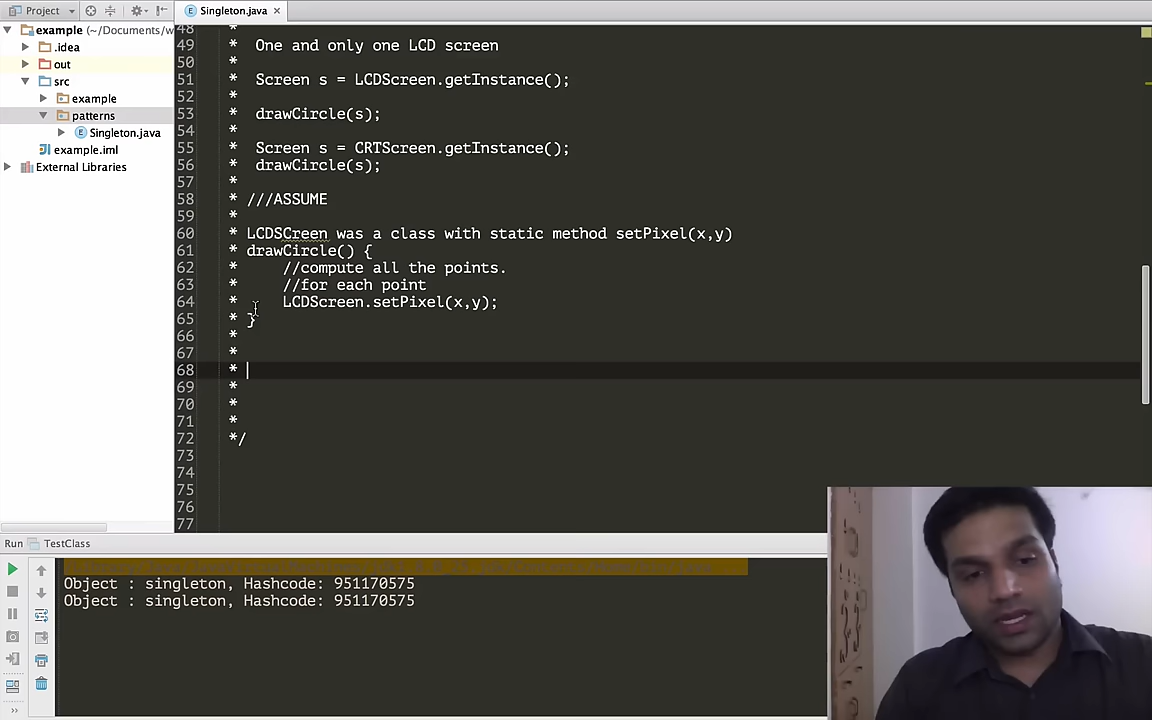 Project
Singleton.java
example (~/Documents/w
.idea
out
src
example
patterns
Singleton.java
example.iml
External Libraries
48 *
49 * One and only one LCD screen
50 *
51 * Screen s = LCDScreen.getInstance();
52 *
53 * drawCircle(s);
54 *
55 * Screen s = CRTScreen.getInstance();
56 * drawCircle(s);
57 *
58 * ///ASSUME
59 *
60 * LCDSCreen was a class with static method setPixel(x,y)
61 * drawCircle() {
62 * //compute all the points.
63 * //for each point
64 * LCDScreen.setPixel(x,y);
65 * }
66 *
67 *
68 *
69 *
70 *
71 *
72 */
73
74
75
76
77
Run TestClass
Object : singleton, Hashcode: 951170575
Object : singleton, Hashcode: 951170575